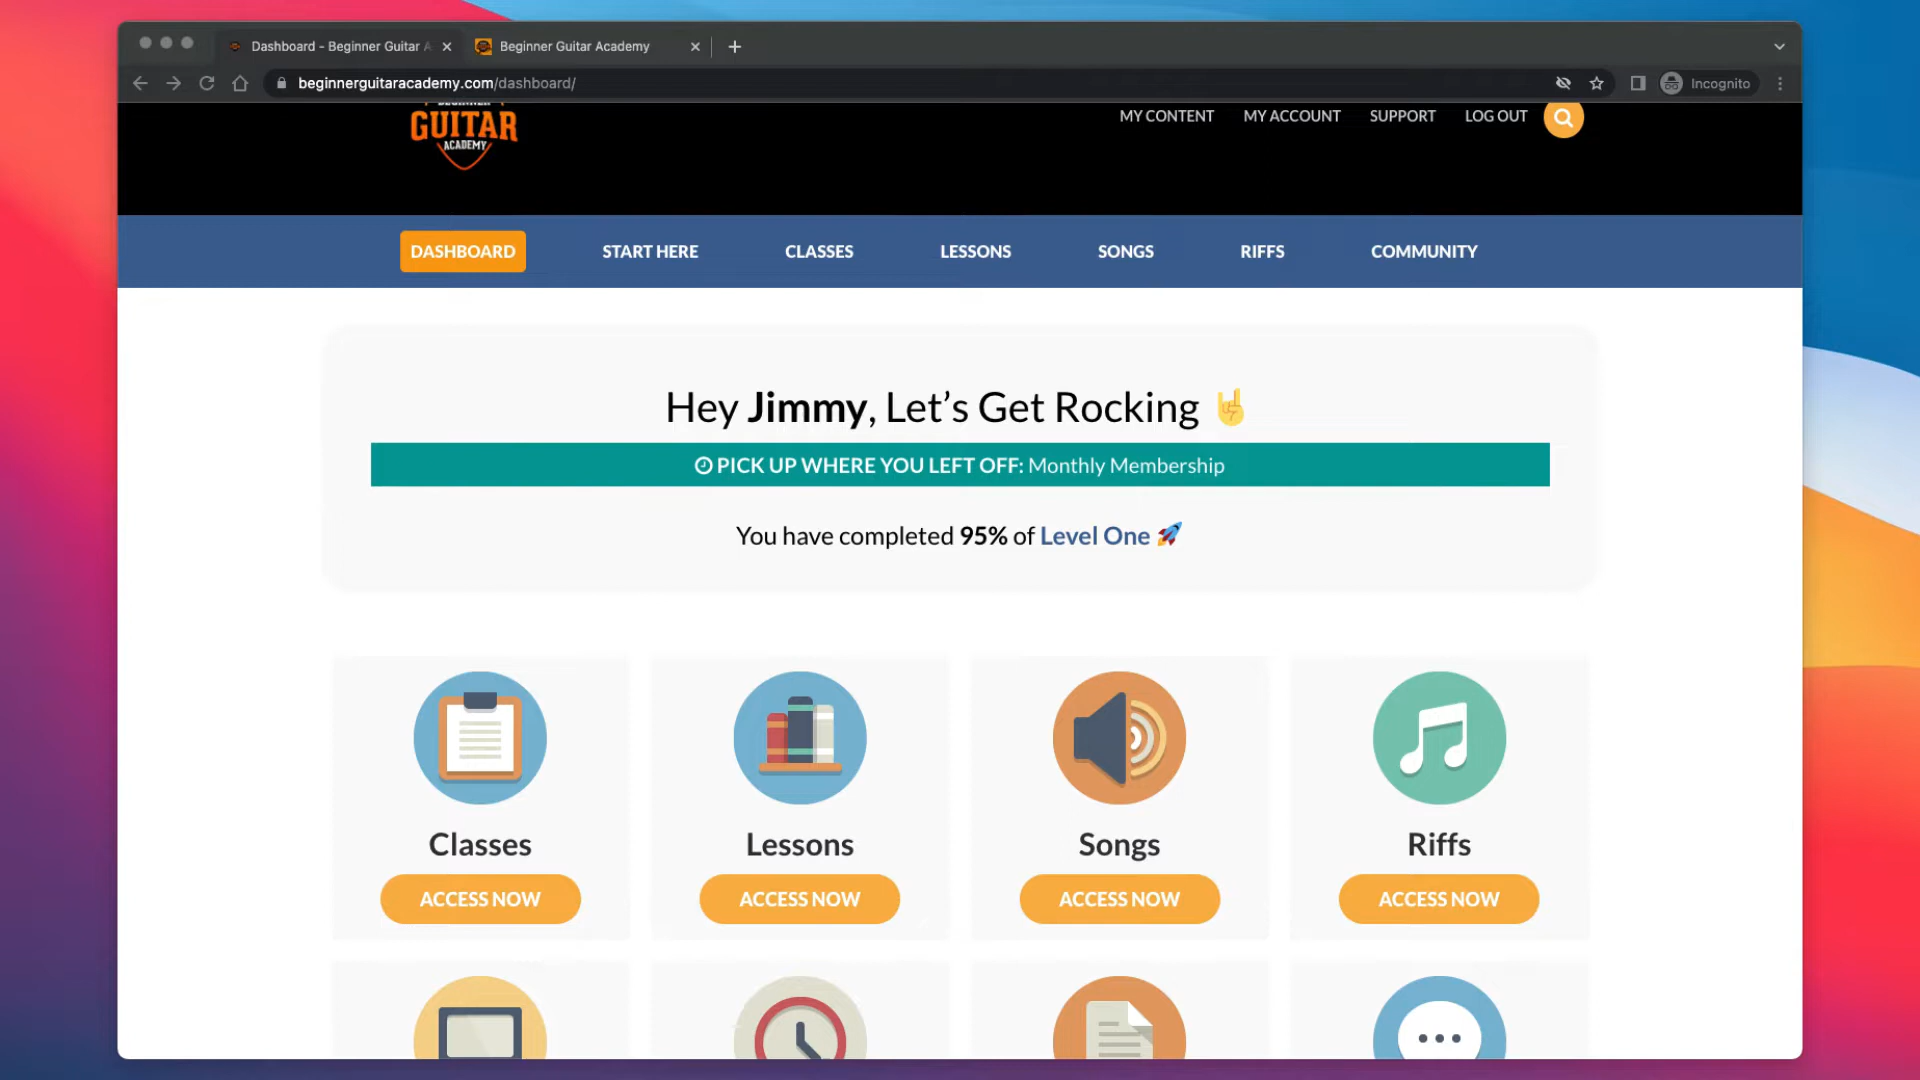 Dashboard - Beginner Guitar A
Beginner Guitar Academy
beginnerguitaracademy.com/dashboard/
Incognito
BEGINNER
GUITAR
ACADEMY
MY CONTENT
MY ACCOUNT
SUPPORT
LOG OUT
DASHBOARD
START HERE
CLASSES
LESSONS
SONGS
RIFFS
COMMUNITY
Hey Jimmy, Let's Get Rocking 🤘
PICK UP WHERE YOU LEFT OFF: Monthly Membership
You have completed 95% of Level One 🚀
Classes
Lessons
Songs
Riffs
ACCESS NOW
ACCESS NOW
ACCESS NOW
ACCESS NOW